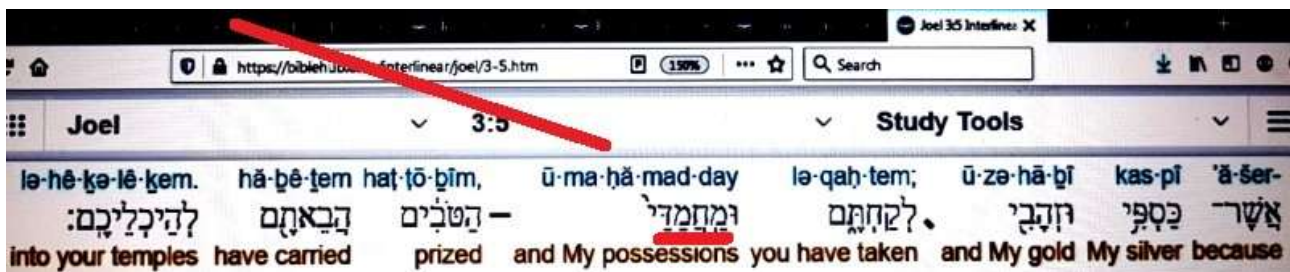 Joel 3:5
https://bibleh interlinear/joel/3-5.htm 150% ••• Search
Joel 3:5 Study Tools
lə·hê·ḵə·lê·ḵem. hă·ḇê·ṯem haṭ·ṭō·ḇîm, ū·ma·ḥă·mad·day lə·qaḥ·tem; ū·zə·hā·ḇî kas·pî 'ă·šer-
אֲשֶׁר־ כַּסְפִּ֥י וּזְהָבִ֖י לְקַחְתֶּ֑ם ، וּמַֽחֲמַדַּי֙ – הַטֹּבִ֔ים הֲבֵאתֶ֖ם לְהֵיכְלֵיכֶֽם׃
into your temples have carried prized and My possessions you have taken and My gold My silver because